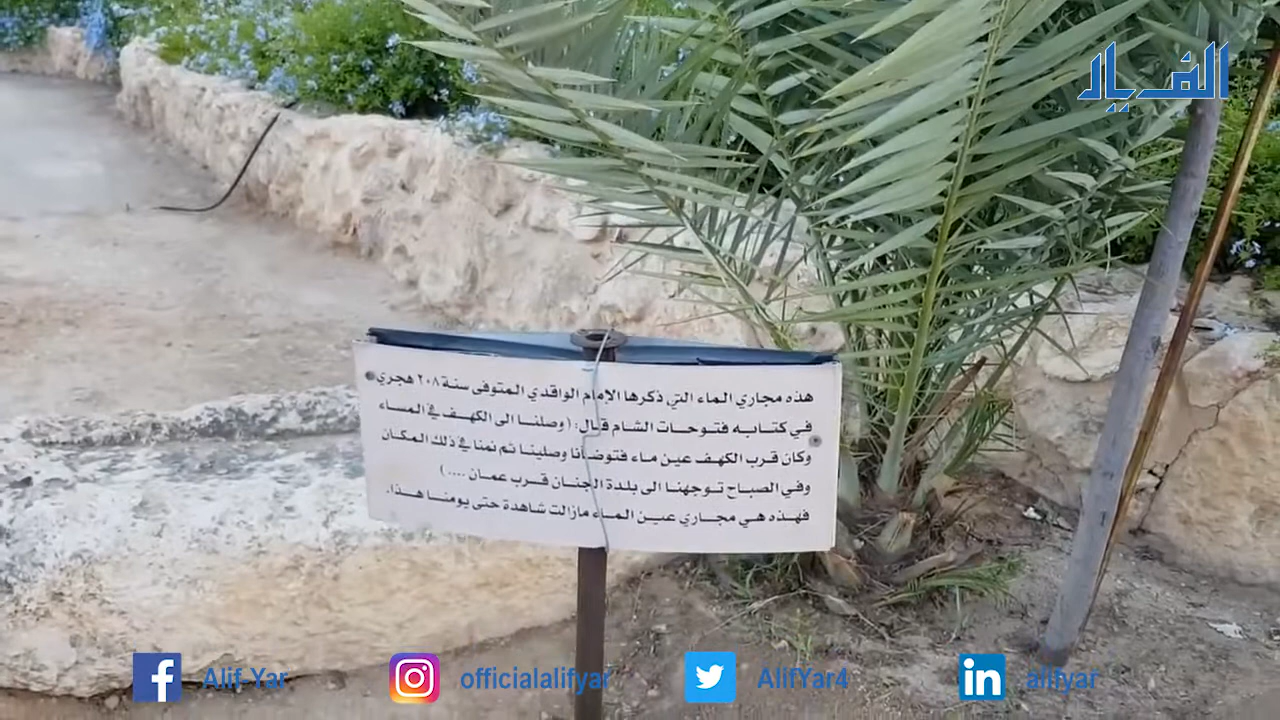 الف یار
هذه مجاري الماء التي ذكرها الإمام الواقدي المتوفى سنة ٢٠٨ هجري
في كتابه فتوحات الشام قال: ( وصلنا الى الكهف في المساء
وكان قرب الكهف عين ماء فتوضأنا وصلينا ثم نمنا في ذلك المكان
وفي الصباح توجهنا الى بلدة الجنان قرب عمان .... )
فهذه هي مجاري عين الماء مازالت شاهدة حتى يومنا هذا.
Alif-Yar officialalifyar AlifYar4 alifyar